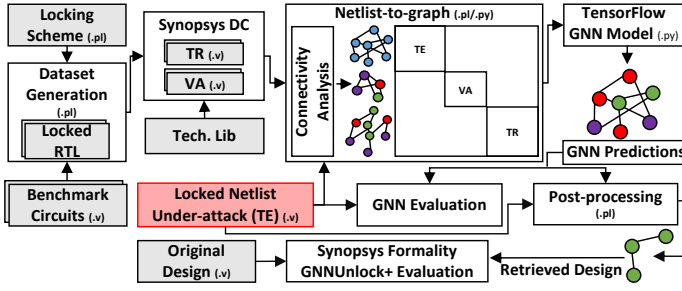 Locking
Scheme (.pl)
Dataset
Generation
(.pl)
Locked
RTL
Benchmark
Circuits (.v)
Synopsys DC
TR (.v)
VA (.v)
Tech. Lib
Netlist-to-graph (.pl/.py)
Connectivity
Analysis
TE
VA
TR
TensorFlow
GNN Model (.py)
GNN Predictions
Locked Netlist
Under-attack (TE) (.v)
GNN Evaluation
Post-processing
(.pl)
Original
Design (.v)
Synopsys Formality
GNNUnlock+ Evaluation
Retrieved Design